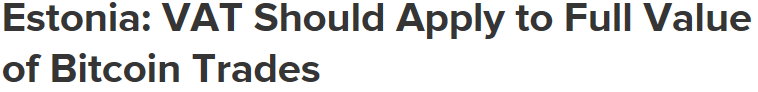 Estonia: VAT Should Apply to Full Value
of Bitcoin Trades